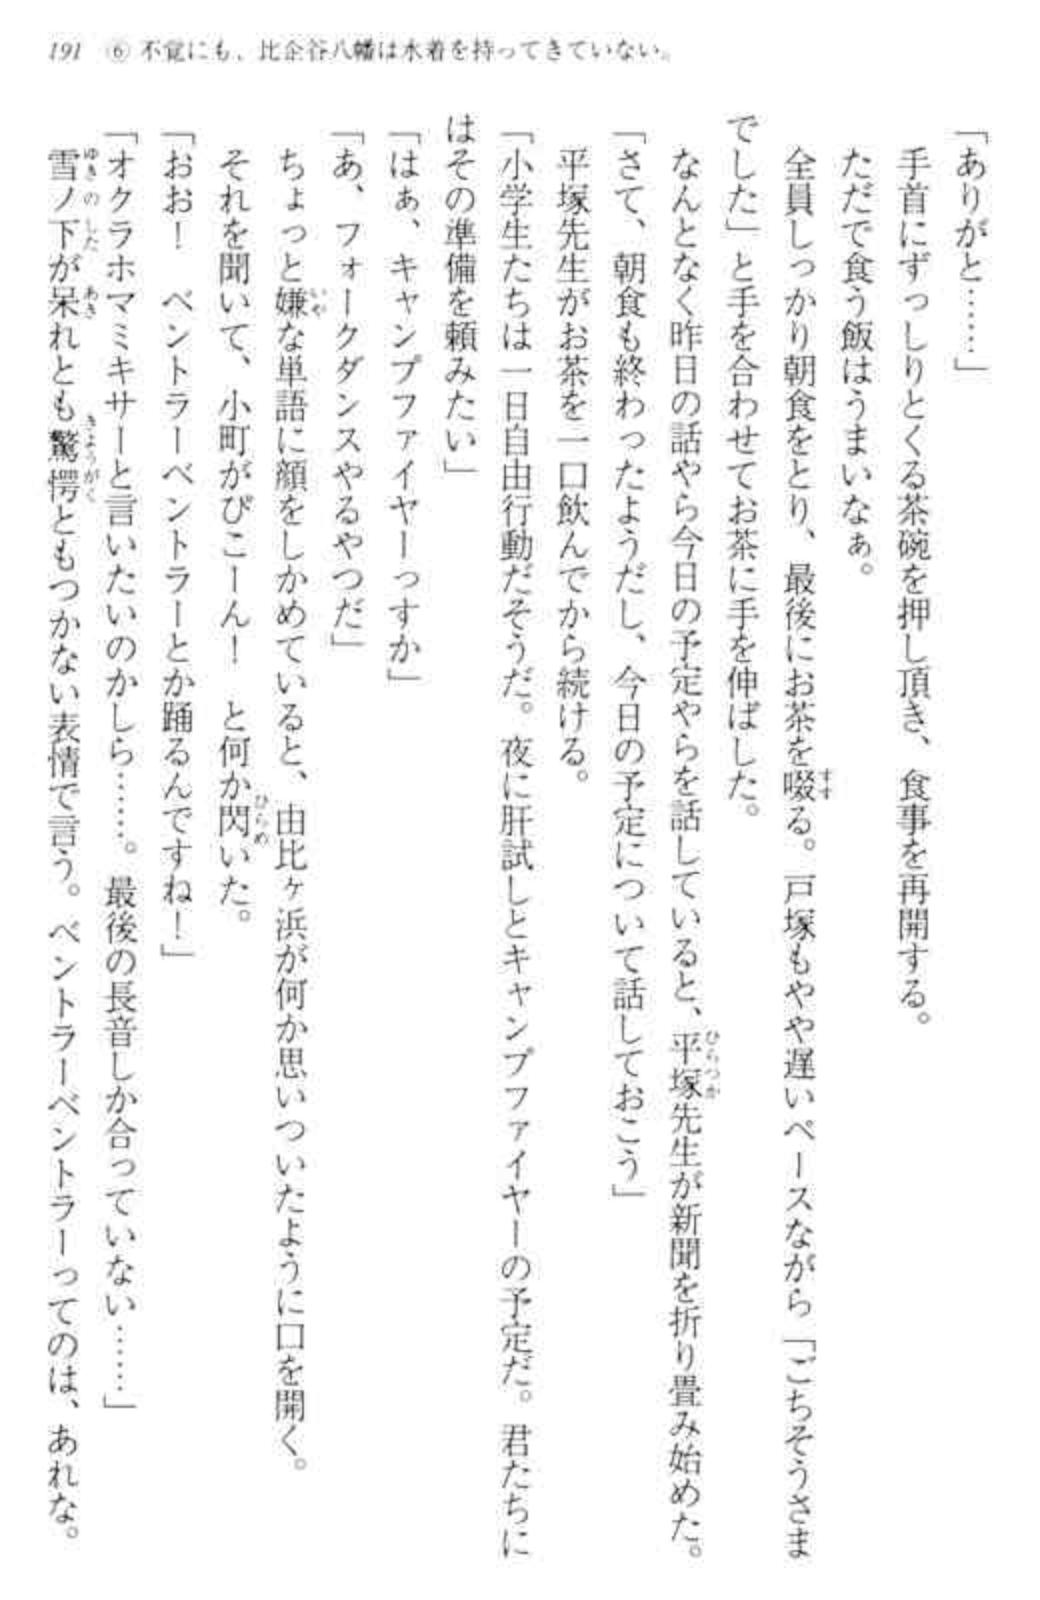 191　⑥ 不覚にも、比企谷八幡は水着を持ってきていない。
「ありがと……」
　手首にずっしりとくる茶碗を押し頂き、食事を再開する。
　ただで食う飯はうまいなぁ。
　全員しっかり朝食をとり、最後にお茶を啜る。戸塚もやや遅いペースながら「ごちそうさま
でした」と手を合わせてお茶に手を伸ばした。
　なんとなく昨日の話やら今日の予定やらを話していると、平塚先生が新聞を折り畳み始めた。
「さて、朝食も終わったようだし、今日の予定について話しておこう」
　平塚先生がお茶を一口飲んでから続ける。
「小学生たちは一日自由行動だそうだ。夜に肝試しとキャンプファイヤーの予定だ。君たちに
はその準備を頼みたい」
「はぁ、キャンプファイヤーっすか」
「あ、フォークダンスやるやつだ」
　ちょっと嫌な単語に顔をしかめていると、由比ヶ浜が何か思いついたように口を開く。
　それを聞いて、小町がぴこーん！　と何か閃いた。
「おお！　ベントラーベントラーとか踊るんですね！」
「オクラホマミキサーと言いたいのかしら……。最後の長音しか合っていない……」
　雪ノ下が呆れとも驚愕ともつかない表情で言う。ベントラーベントラーってのは、あれな。